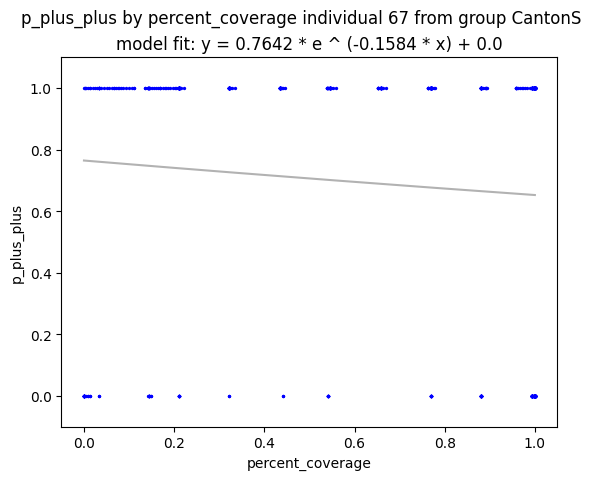 p_plus_plus by percent_coverage individual 67 from group CantonS
model fit: y = 0.7642 * e ^ (-0.1584 * x) + 0.0
1.0
0.8
0.6
0.4
0.2
0.0
p_plus_plus
0.0 0.2 0.4 0.6 0.8 1.0
percent_coverage